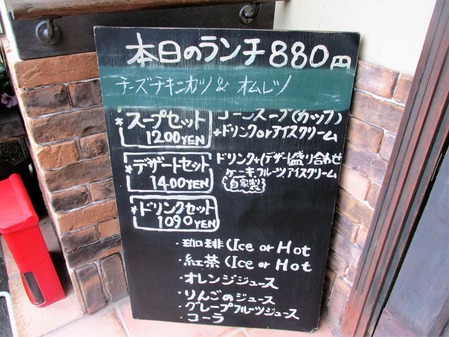 本日のランチ 880円
チーズチキンカツ & オムレツ
*スープセット 1200YEN
コーンスープ(カップ)
+ドリンクorアイスクリーム
*デザートセット 1400YEN
ドリンク+(デザート盛り合わせ
ケーキ,フルーツ,アイスクリーム
自家製
*ドリンクセット 1090YEN
・珈琲(Ice or Hot
・紅茶(Ice or Hot
・オレンジジュース
・りんごのジュース
・グレープフルーツジュース
・コーラ